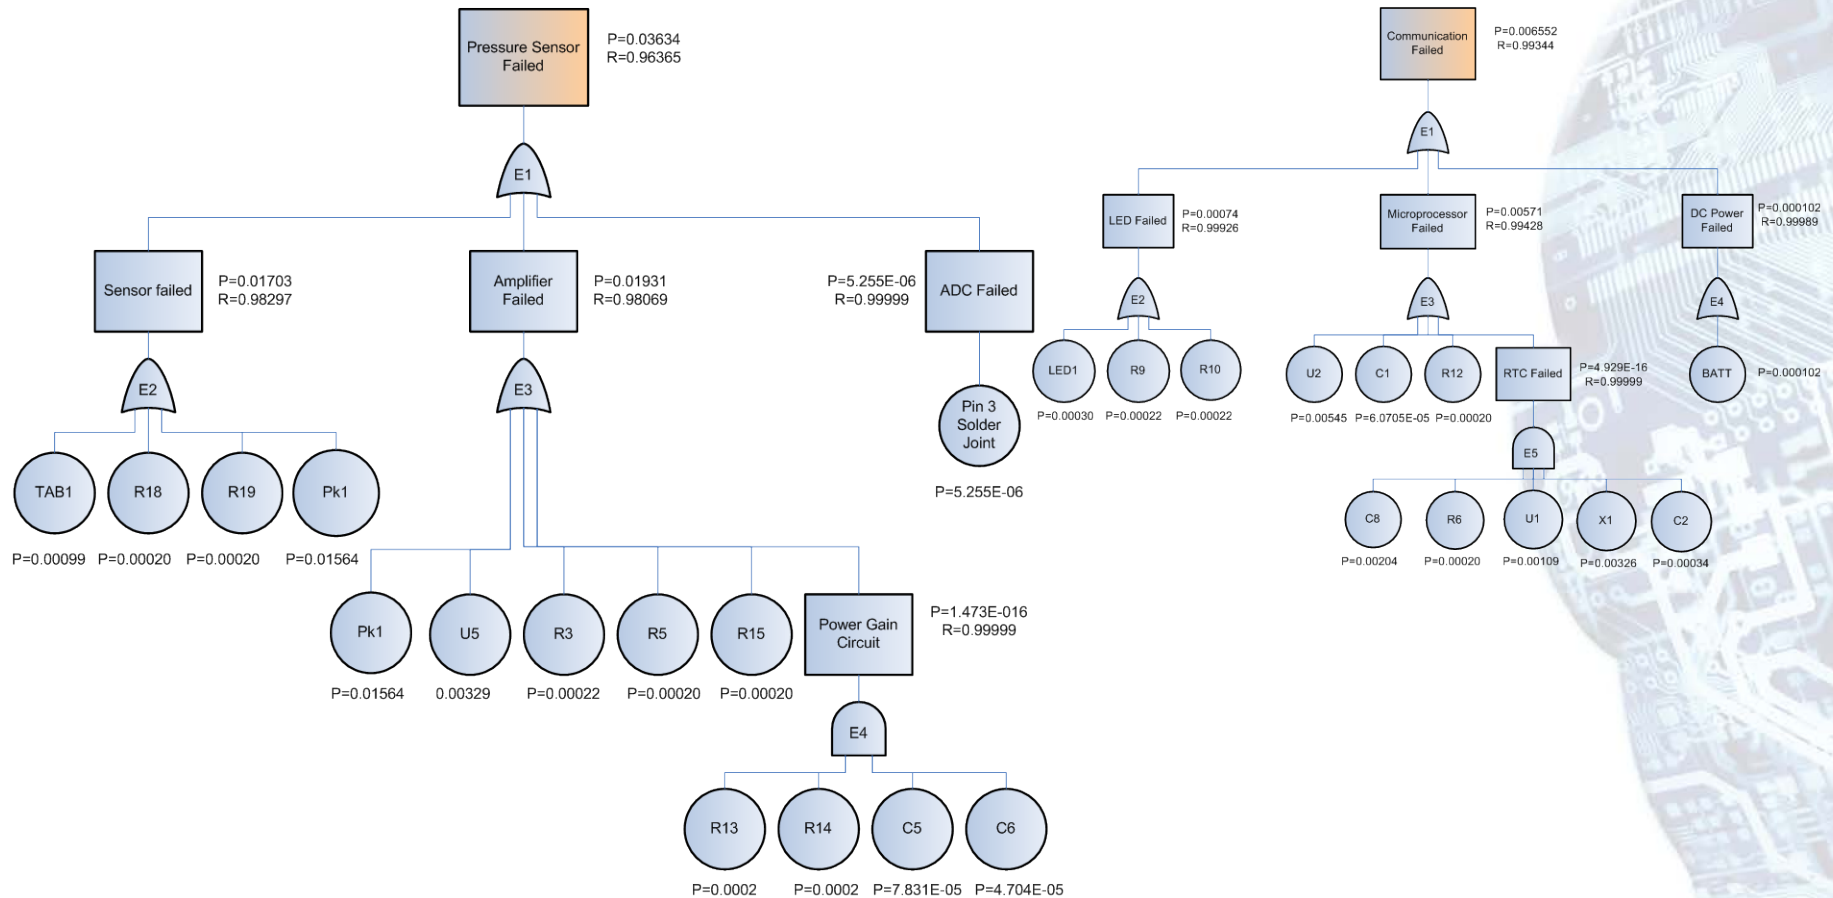 Pressure Sensor
Failed
P=0.03634
R=0.96365
E1
Sensor failed
P=0.01703
R=0.98297
Amplifier
Failed
P=0.01931
R=0.98069
P=5.255E-06
R=0.99999
ADC Failed
E2
E3
Pin 3
Solder
Joint
P=5.255E-06
TAB1
R18
R19
Pk1
P=0.00099
P=0.00020
P=0.00020
P=0.01564
Pk1
U5
R3
R5
R15
Power Gain
Circuit
P=1.473E-016
R=0.99999
P=0.01564
0.00329
P=0.00022
P=0.00020
P=0.00020
E4
R13
R14
C5
C6
P=0.0002
P=0.0002
P=7.831E-05
P=4.704E-05
Communication
Failed
P=0.006552
R=0.99344
E1
LED Failed
P=0.00074
R=0.99926
Microprocessor
Failed
P=0.00571
R=0.99428
DC Power
Failed
P=0.000102
R=0.99989
E2
E3
E4
LED1
R9
R10
P=0.00030
P=0.00022
P=0.00022
U2
C1
R12
RTC Failed
P=4.929E-16
R=0.99999
BATT
P=0.000102
P=0.00545
P=6.0705E-05
P=0.00020
E5
C8
R6
U1
X1
C2
P=0.00204
P=0.00020
P=0.00109
P=0.00326
P=0.00034